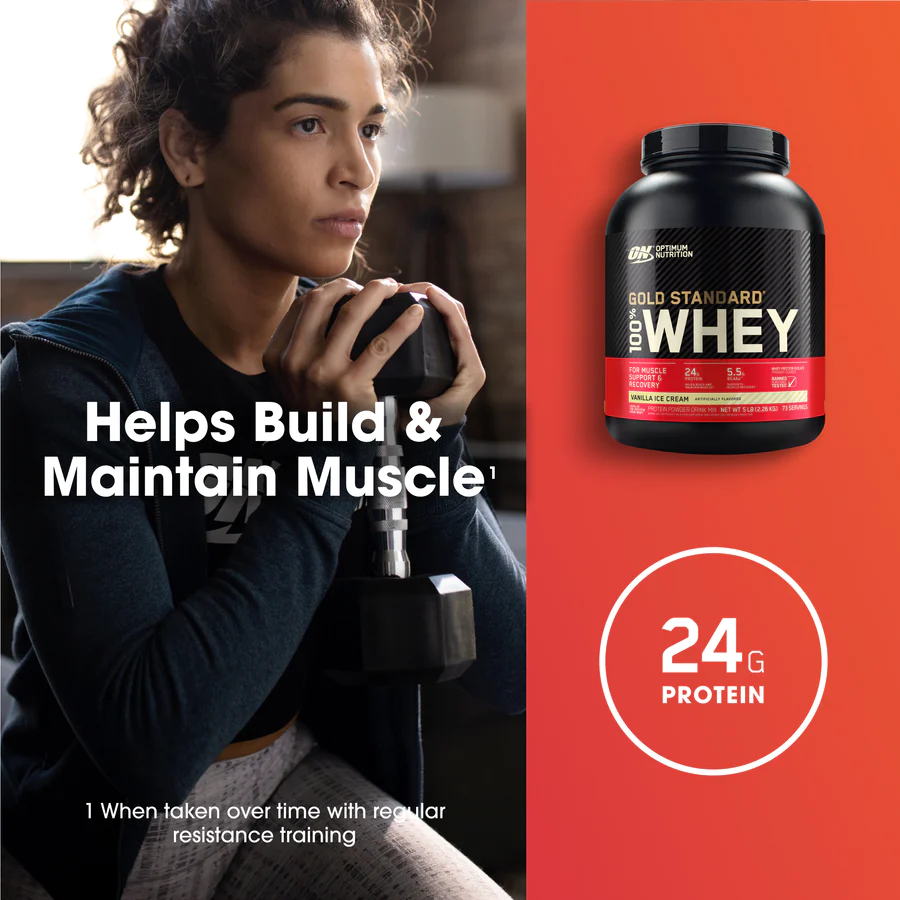 Helps Build &
Maintain Muscle1
1 When taken over time with regular
resistance training
ON OPTIMUM
NUTRITION
GOLD STANDARD
100% WHEY
FOR MUSCLE
SUPPORT &
RECOVERY
24g
PROTEIN
5.5g
BCAAs
BANNED
TESTED
VANILLA ICE CREAM ARTIFICIALLY FLAVORED
PROTEIN POWDER DRINK MIX NET WT 5 LB (2.26 KG) 73 SERVINGS
24G
PROTEIN